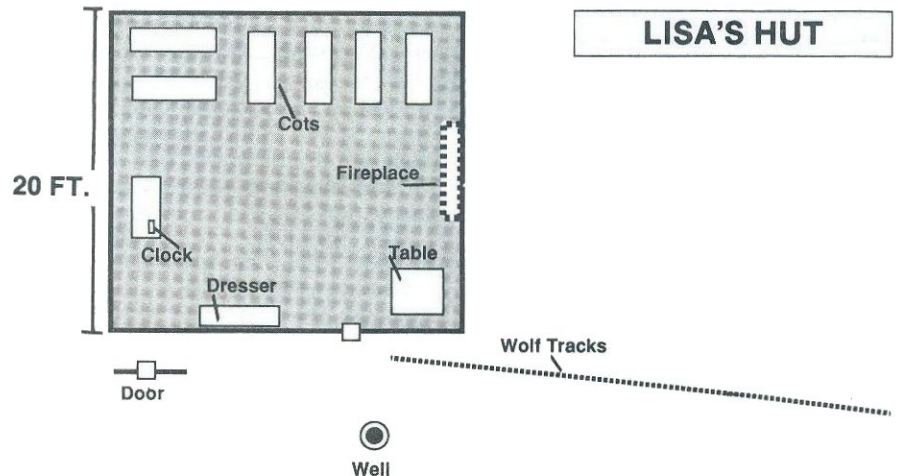 LISA'S HUT
Cots
Fireplace
20 FT.
Clock
Table
Dresser
Wolf Tracks
Door
Well